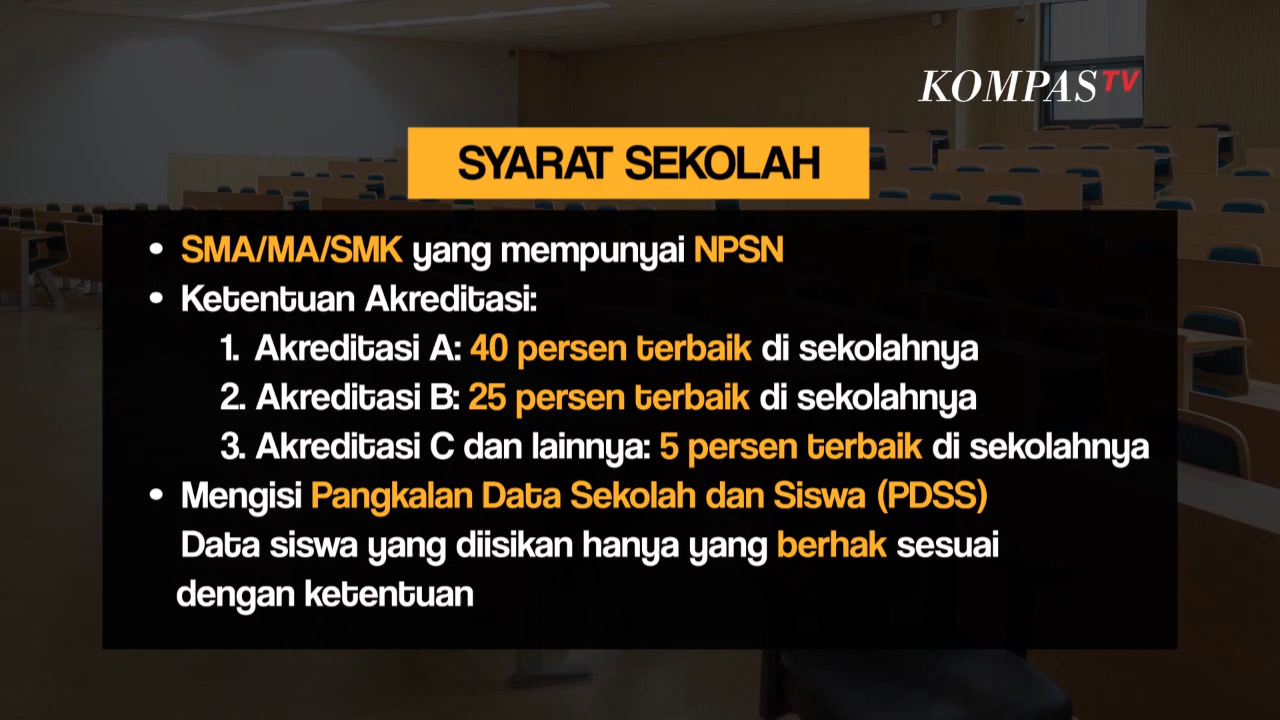 KOMPAS TV
SYARAT SEKOLAH
• SMA/MA/SMK yang mempunyai NPSN
• Ketentuan Akreditasi:
1. Akreditasi A: 40 persen terbaik di sekolahnya
2. Akreditasi B: 25 persen terbaik di sekolahnya
3. Akreditasi C dan lainnya: 5 persen terbaik di sekolahnya
• Mengisi Pangkalan Data Sekolah dan Siswa (PDSS)
Data siswa yang diisikan hanya yang berhak sesuai
dengan ketentuan